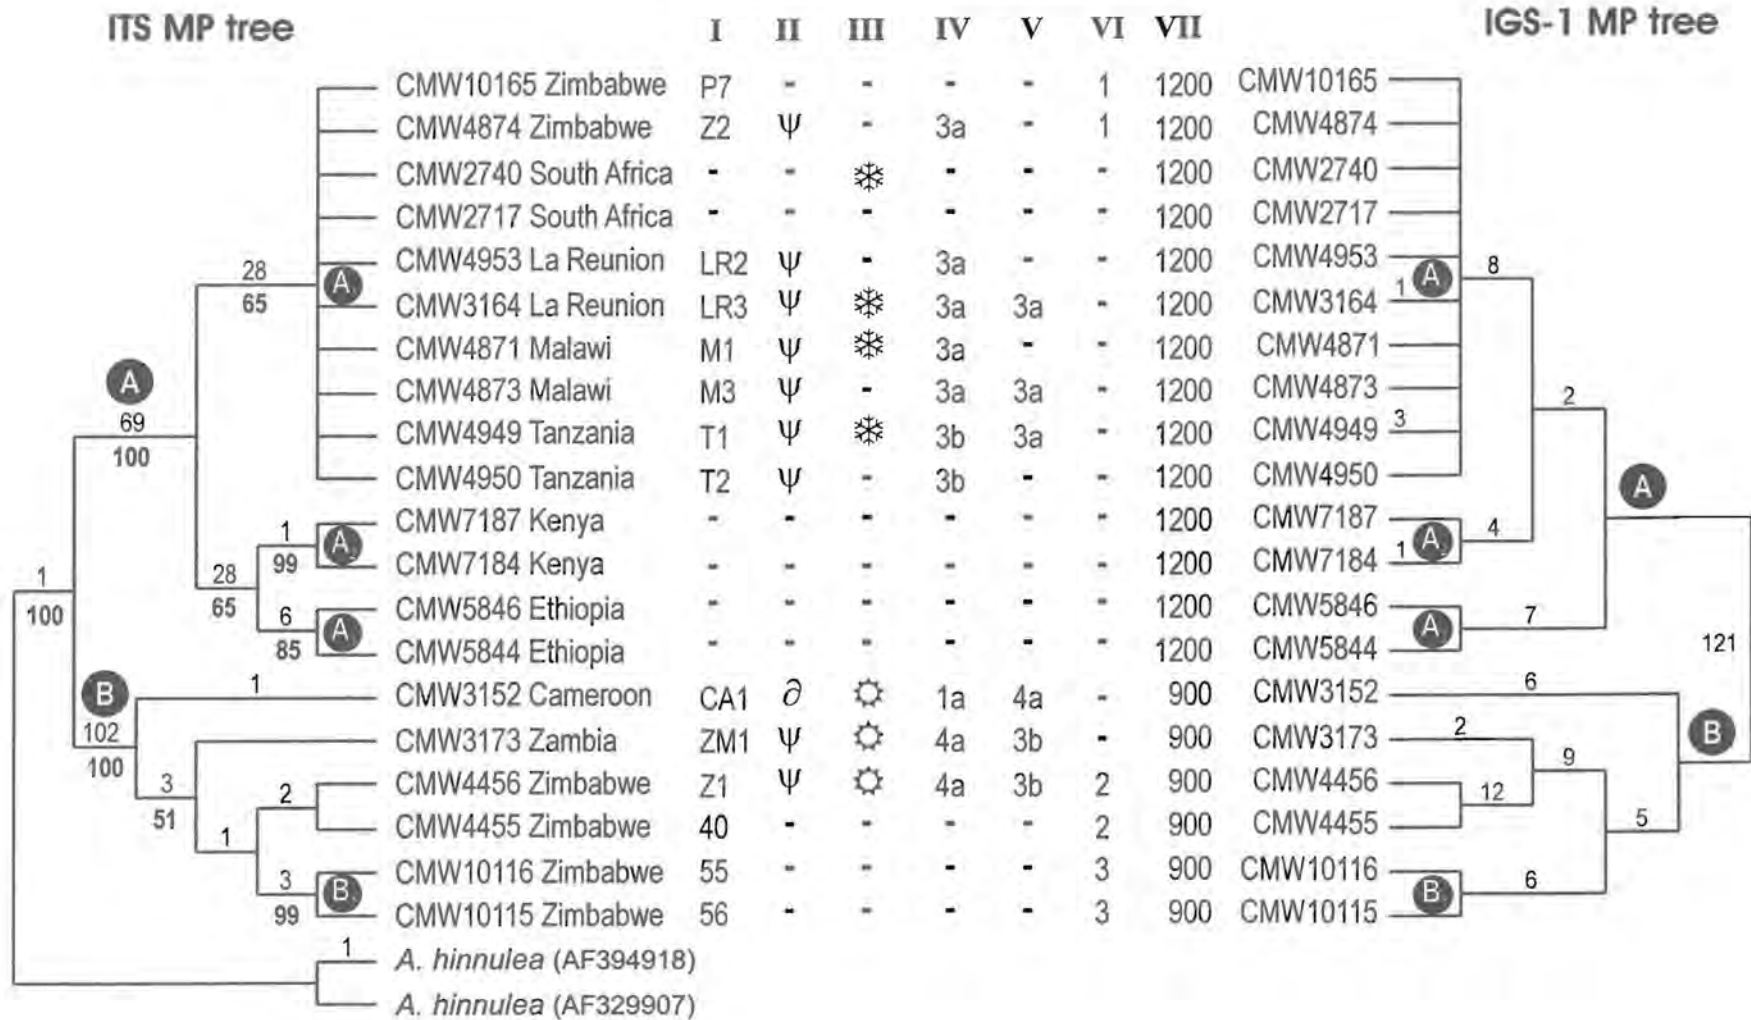 ITS MP tree I II III IV V VI VII IGS-1 MP tree
CMW10165 Zimbabwe P7 - - - - 1 1200 CMW10165
CMW4874 Zimbabwe Z2 Ψ - 3a - 1 1200 CMW4874
CMW2740 South Africa - - ❄ - - - 1200 CMW2740
CMW2717 South Africa - - - - - - 1200 CMW2717
28 CMW4953 La Reunion LR2 Ψ - 3a - - 1200 CMW4953 8
65 A CMW3164 La Reunion LR3 Ψ ❄ 3a 3a - 1200 CMW3164 1 A
CMW4871 Malawi M1 Ψ ❄ 3a - - 1200 CMW4871
A CMW4873 Malawi M3 Ψ - 3a 3a - 1200 CMW4873 2
69 CMW4949 Tanzania T1 Ψ ❄ 3b 3a - 1200 CMW4949 3
100 CMW4950 Tanzania T2 Ψ - 3b - - 1200 CMW4950 A
1 CMW7187 Kenya - - - - - - 1200 CMW7187 4
99 A CMW7184 Kenya - - - - - - 1200 CMW7184 1 A
1 28 6 CMW5846 Ethiopia - - - - - - 1200 CMW5846 7
100 65 85 A CMW5844 Ethiopia - - - - - - 1200 CMW5844 A 121
B 1 CMW3152 Cameroon CA1 ∂ ☼ 1a 4a - 900 CMW3152 6
102 CMW3173 Zambia ZM1 Ψ ☼ 4a 3b - 900 CMW3173 2 B
100 3 2 CMW4456 Zimbabwe Z1 Ψ ☼ 4a 3b 2 900 CMW4456 12 9
51 1 CMW4455 Zimbabwe 40 - - - - 2 900 CMW4455 5
3 CMW10116 Zimbabwe 55 - - - - 3 900 CMW10116 6
99 B CMW10115 Zimbabwe 56 - - - - 3 900 CMW10115 B
1 A. hinnulea (AF394918)
A. hinnulea (AF329907)